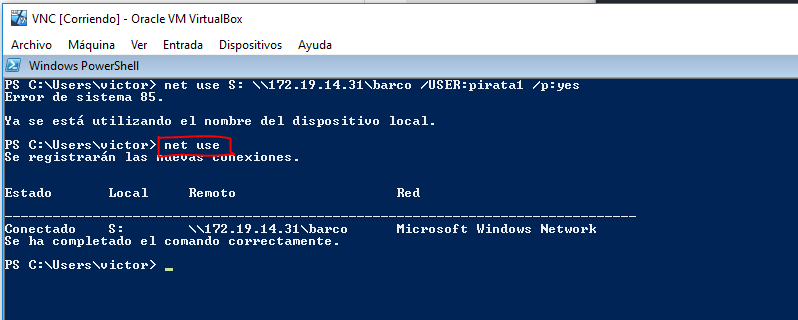 VNC [Corriendo] - Oracle VM VirtualBox
Archivo Máquina Ver Entrada Dispositivos Ayuda
Windows PowerShell
PS C:\Users\victor> net use S: \\172.19.14.31\barco /USER:pirata1 /p:yes
Error de sistema 85.
Ya se está utilizando el nombre del dispositivo local.
PS C:\Users\victor> net use
Se registrarán las nuevas conexiones.
Estado Local Remoto Red
-------------------------------------------------------------------------------
Conectado S: \\172.19.14.31\barco Microsoft Windows Network
Se ha completado el comando correctamente.
PS C:\Users\victor> _